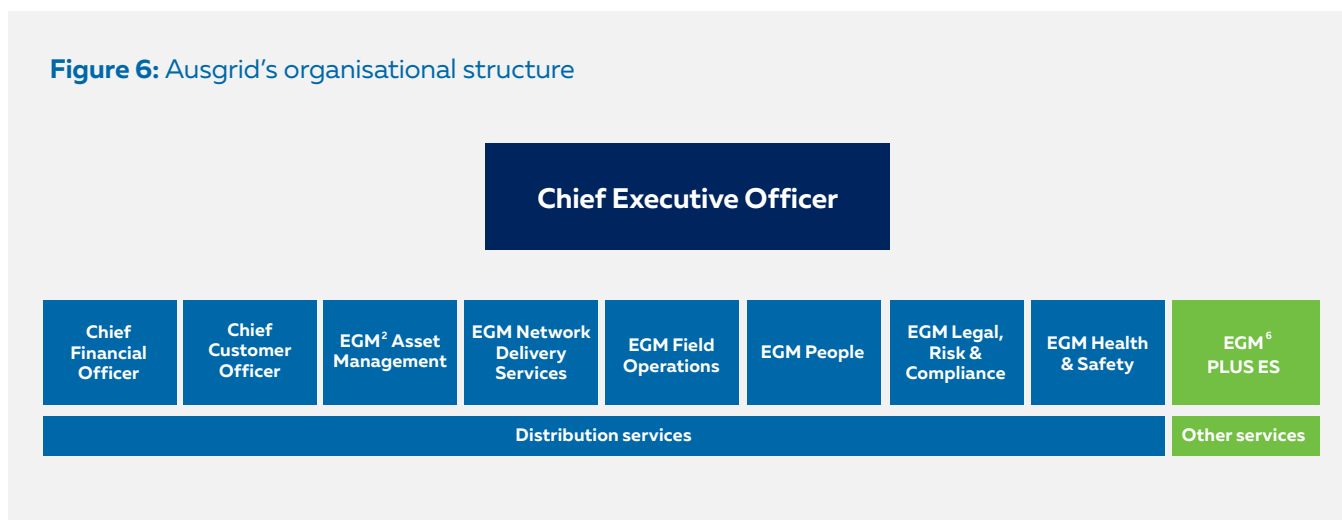 Figure 6: Ausgrid's organisational structure
Chief Executive Officer
Chief
Financial
Officer
Chief
Customer
Officer
EGM² Asset
Management
EGM Network
Delivery
Services
EGM Field
Operations
EGM People
EGM Legal,
Risk &
Compliance
EGM Health
& Safety
EGM⁶
PLUS ES
Distribution services
Other services